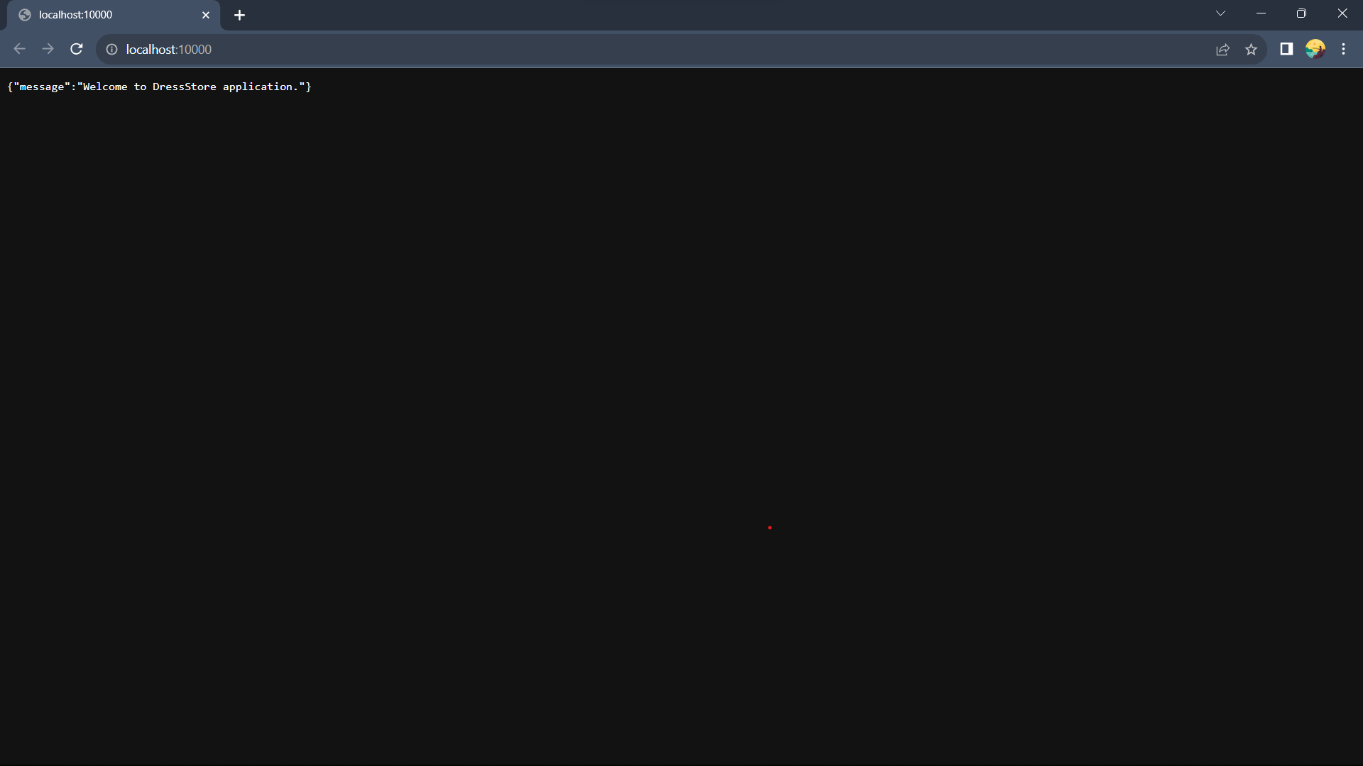 localhost:10000
localhost:10000
{"message":"Welcome to DressStore application."}